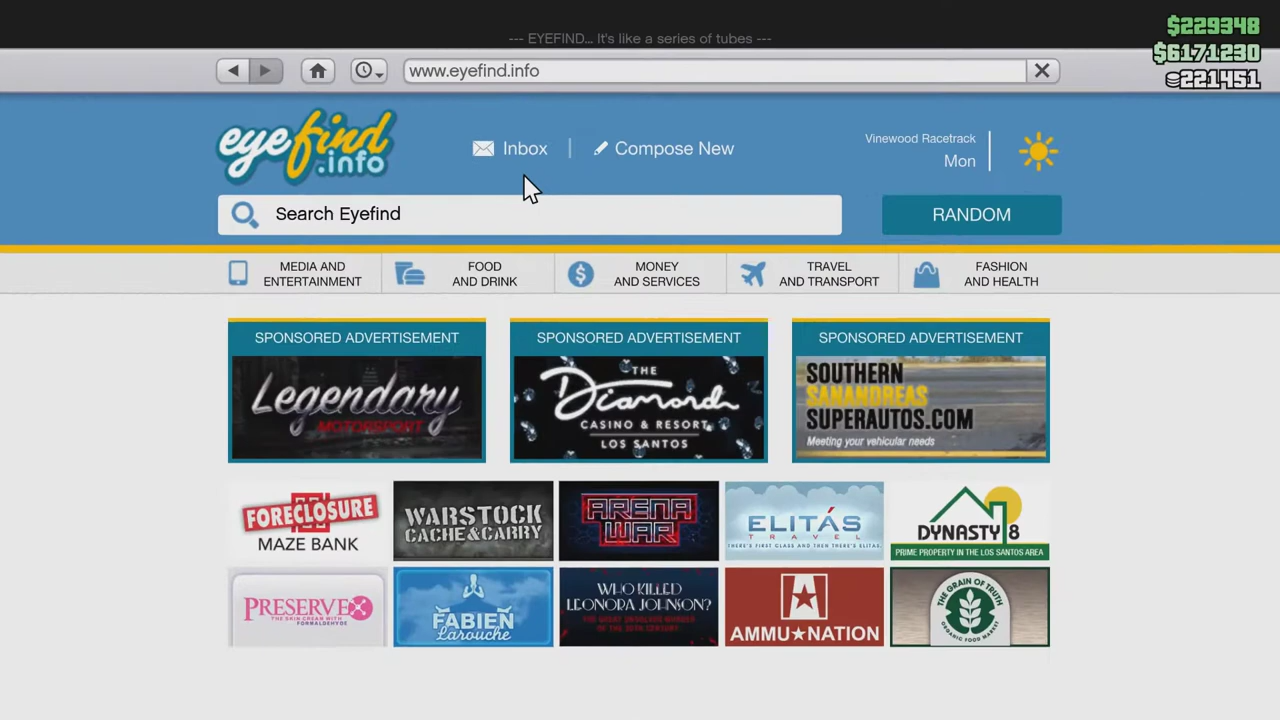 $229348
--- EYEFIND... It's like a series of tubes ---
$6171230
www.eyefind.info
221451
eyefind
.info
Inbox
Compose New
Vinewood Racetrack
Mon
Search Eyefind
RANDOM
MEDIA AND
ENTERTAINMENT
FOOD
AND DRINK
MONEY
AND SERVICES
TRAVEL
AND TRANSPORT
FASHION
AND HEALTH
SPONSORED ADVERTISEMENT
Legendary
MOTORSPORT
SPONSORED ADVERTISEMENT
THE
Diamond
CASINO & RESORT
LOS SANTOS
SPONSORED ADVERTISEMENT
SOUTHERN
SANANDREAS
SUPERAUTOS.COM
Meeting your vehicular needs
FORECLOSURE
MAZE BANK
WARSTOCK
CACHE&CARRY
ARENA
WAR
ELITÁS
TRAVEL
THERE'S FIRST CLASS AND THEN THERE'S ELITAS.
DYNASTY 8
PRIME PROPERTY IN THE LOS SANTOS AREA
PRESERVEX
THE SKIN CREAM WITH
FORMALDEHYDE
FABIEN
Larouche
WHO KILLED
LEONORA JOHNSON?
THE GREAT UNSOLVED MURDER
OF THE 20TH CENTURY
AMMU★NATION
THE GRAIN OF TRUTH
ORGANIC FOOD MARKET